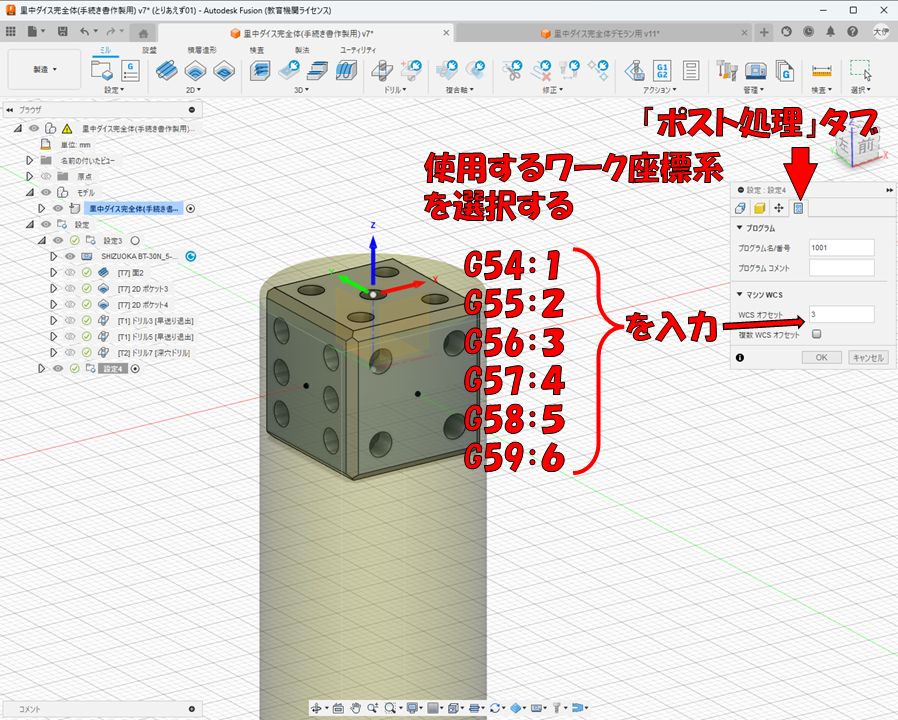 里中ダイス完全体(手続き書作製用) v7* (とりあえず01) - Autodesk Fusion (教育機関ライセンス)
里中ダイス完全体(手続き書作製用) v7*
里中ダイス完全体デモラン用 v11*
大伊
製造
ミル
設盤
積層造形
検査
製法
ユーティリティ
設定
2D
3D
ドリル
複合軸
修正
アクション
管理
検査
選択
G1
G2
ブラウザ
里中ダイス完全体(手続き書作製用)...
単位: mm
名前の付いたビュー
原点
モデル
里中ダイス完全体(手続き書...
設定
設定3
SHIZUOKA BT-30N_5-...
[T7] 面2
[T7] 2D ポケット3
[T7] 2D ポケット4
[T1] ドリル3 [早送り退出]
[T1] ドリル5 [早送り退出]
[T2] ドリル7 [深穴ドリル]
設定4
「ポスト処理」タブ
使用するワーク座標系
を選択する
G54:1
G55:2
G56:3
G57:4
G58:5
G59:6
を入力
Z
X
前
設定 : 設定4
プログラム
プログラム名/番号
1001
プログラム コメント
マシン WCS
WCS オフセット
3
複数 WCS オフセット
OK
キャンセル
コメント